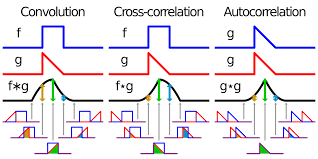 Convolution Cross-correlation Autocorrelation
f f g
g g g
f∗g f⋆g g⋆g